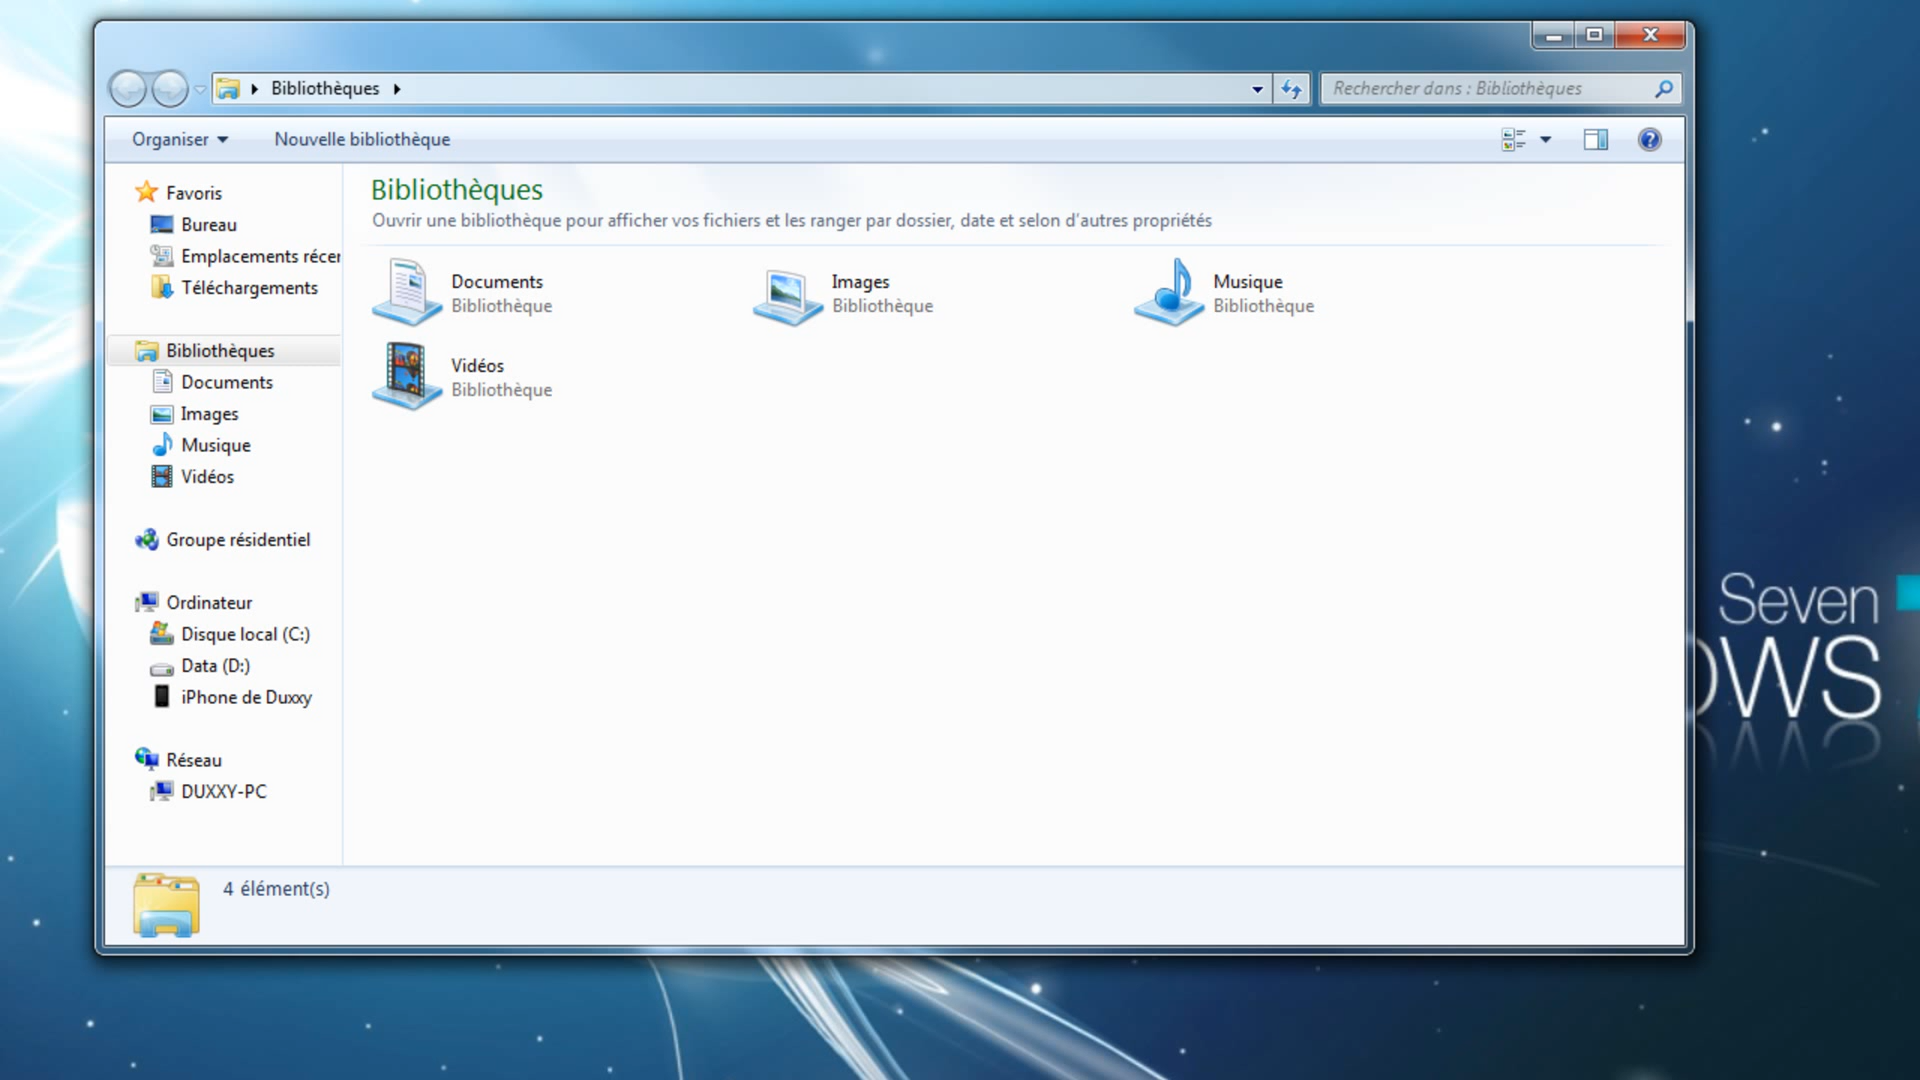 Bibliothèques
Rechercher dans : Bibliothèques
Organiser
Nouvelle bibliothèque
Favoris
Bureau
Emplacements récer
Téléchargements
Bibliothèques
Documents
Images
Musique
Vidéos
Groupe résidentiel
Ordinateur
Disque local (C:)
Data (D:)
iPhone de Duxxy
Réseau
DUXXY-PC
Bibliothèques
Ouvrir une bibliothèque pour afficher vos fichiers et les ranger par dossier, date et selon d'autres propriétés
Documents
Bibliothèque
Images
Bibliothèque
Musique
Bibliothèque
Vidéos
Bibliothèque
4 élément(s)
Seven
ows